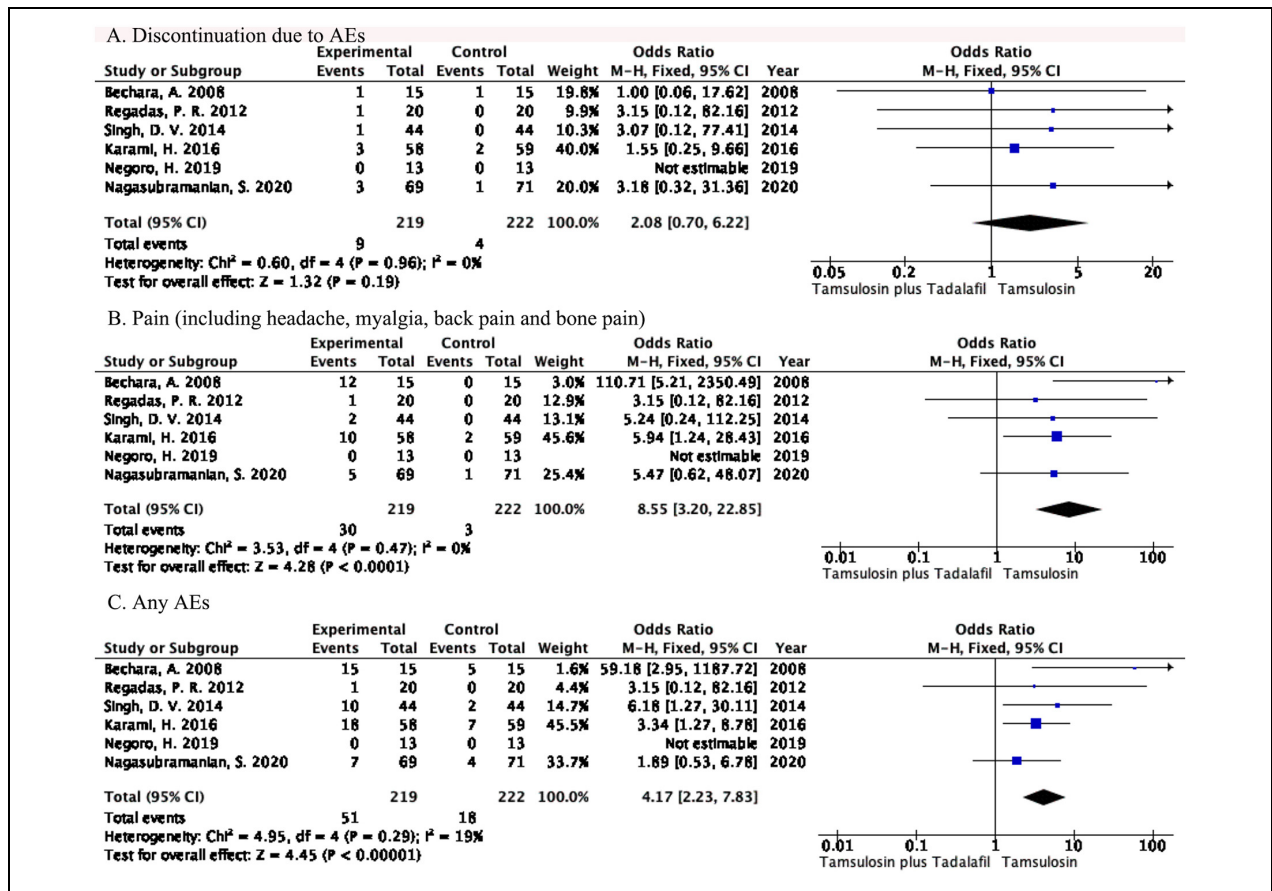 A. Discontinuation due to AEs
Experimental Control Odds Ratio Odds Ratio
Study or Subgroup Events Total Events Total Weight M-H, Fixed, 95% CI Year M-H, Fixed, 95% CI
Bechara, A. 2008 1 15 1 15 19.8% 1.00 [0.06, 17.62] 2008
Regadas, P. R. 2012 1 20 0 20 9.9% 3.15 [0.12, 82.16] 2012
Singh, D. V. 2014 1 44 0 44 10.3% 3.07 [0.12, 77.41] 2014
Karami, H. 2016 3 58 2 59 40.0% 1.55 [0.25, 9.66] 2016
Negoro, H. 2019 0 13 0 13 Not estimable 2019
Nagasubramanian, S. 2020 3 69 1 71 20.0% 3.18 [0.32, 31.36] 2020
Total (95% CI) 219 222 100.0% 2.08 [0.70, 6.22]
Total events 9 4
Heterogeneity: Chi² = 0.60, df = 4 (P = 0.96); I² = 0%
Test for overall effect: Z = 1.32 (P = 0.19)
0.05 0.2 1 5 20
Tamsulosin plus Tadalafil Tamsulosin
B. Pain (including headache, myalgia, back pain and bone pain)
Experimental Control Odds Ratio Odds Ratio
Study or Subgroup Events Total Events Total Weight M-H, Fixed, 95% CI Year M-H, Fixed, 95% CI
Bechara, A. 2008 12 15 0 15 3.0% 110.71 [5.21, 2350.49] 2008
Regadas, P. R. 2012 1 20 0 20 12.9% 3.15 [0.12, 82.16] 2012
Singh, D. V. 2014 2 44 0 44 13.1% 5.24 [0.24, 112.25] 2014
Karami, H. 2016 10 58 2 59 45.6% 5.94 [1.24, 28.43] 2016
Negoro, H. 2019 0 13 0 13 Not estimable 2019
Nagasubramanian, S. 2020 5 69 1 71 25.4% 5.47 [0.62, 48.07] 2020
Total (95% CI) 219 222 100.0% 8.55 [3.20, 22.85]
Total events 30 3
Heterogeneity: Chi² = 3.53, df = 4 (P = 0.47); I² = 0%
Test for overall effect: Z = 4.28 (P < 0.0001)
0.01 0.1 1 10 100
Tamsulosin plus Tadalafil Tamsulosin
C. Any AEs
Experimental Control Odds Ratio Odds Ratio
Study or Subgroup Events Total Events Total Weight M-H, Fixed, 95% CI Year M-H, Fixed, 95% CI
Bechara, A. 2008 15 15 5 15 1.6% 59.18 [2.95, 1187.72] 2008
Regadas, P. R. 2012 1 20 0 20 4.4% 3.15 [0.12, 82.16] 2012
Singh, D. V. 2014 10 44 2 44 14.7% 6.18 [1.27, 30.11] 2014
Karami, H. 2016 18 58 7 59 45.5% 3.34 [1.27, 8.78] 2016
Negoro, H. 2019 0 13 0 13 Not estimable 2019
Nagasubramanian, S. 2020 7 69 4 71 33.7% 1.89 [0.53, 6.78] 2020
Total (95% CI) 219 222 100.0% 4.17 [2.23, 7.83]
Total events 51 18
Heterogeneity: Chi² = 4.95, df = 4 (P = 0.29); I² = 19%
Test for overall effect: Z = 4.45 (P < 0.00001)
0.01 0.1 1 10 100
Tamsulosin plus Tadalafil Tamsulosin